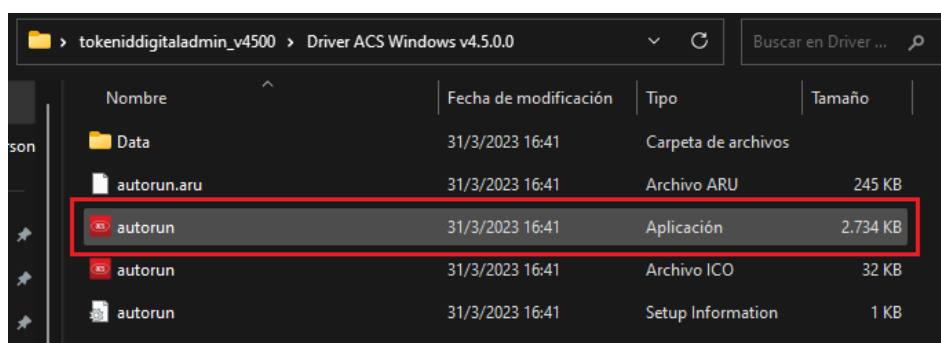 tokeniddigitaladmin_v4500 > Driver ACS Windows v4.5.0.0 Buscar en Driver ...
Nombre Fecha de modificación Tipo Tamaño
rson Data 31/3/2023 16:41 Carpeta de archivos
autorun.aru 31/3/2023 16:41 Archivo ARU 245 KB
autorun 31/3/2023 16:41 Aplicación 2.734 KB
autorun 31/3/2023 16:41 Archivo ICO 32 KB
autorun 31/3/2023 16:41 Setup Information 1 KB